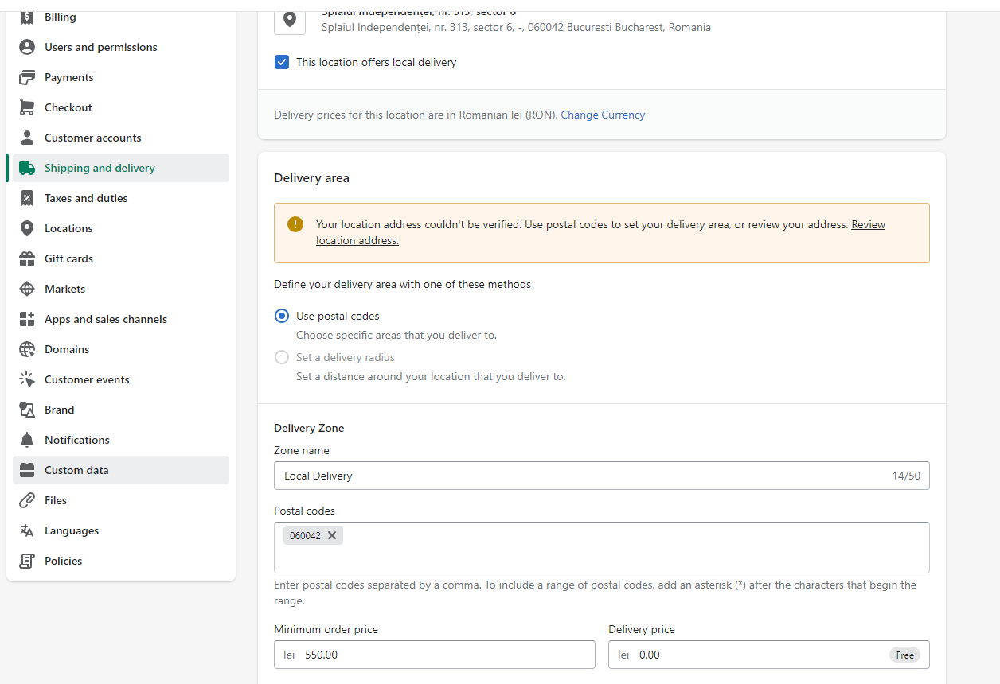 Billing
Users and permissions
Payments
Checkout
Customer accounts
Shipping and delivery
Taxes and duties
Locations
Gift cards
Markets
Apps and sales channels
Domains
Customer events
Brand
Notifications
Custom data
Files
Languages
Policies
Splaiul Independenței, nr. 313, sector 6
Splaiul Independenței, nr. 313, sector 6, -, 060042 Bucuresti Bucharest, Romania
This location offers local delivery
Delivery prices for this location are in Romanian lei (RON). Change Currency
Delivery area
Your location address couldn't be verified. Use postal codes to set your delivery area, or review your address. Review
location address.
Define your delivery area with one of these methods
Use postal codes
Choose specific areas that you deliver to.
Set a delivery radius
Set a distance around your location that you deliver to.
Delivery Zone
Zone name
Local Delivery 14/50
Postal codes
060042
Enter postal codes separated by a comma. To include a range of postal codes, add an asterisk (*) after the characters that begin the
range.
Minimum order price Delivery price
lei 550.00 lei 0.00 Free